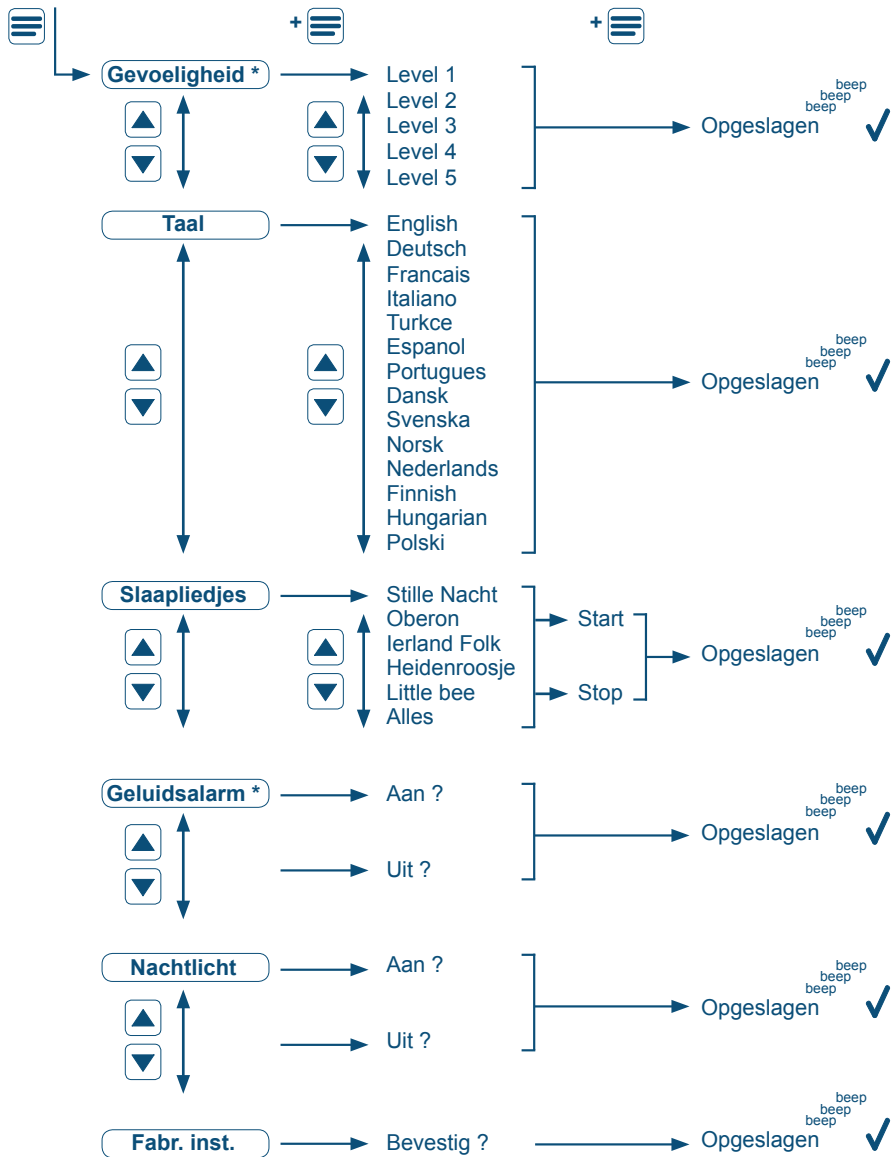 +
+
Gevoeligheid *
Level 1
Level 2
Level 3
Level 4
Level 5
Opgeslagen
beep
beep
beep
Taal
English
Deutsch
Francais
Italiano
Turkce
Espanol
Portugues
Dansk
Svenska
Norsk
Nederlands
Finnish
Hungarian
Polski
Opgeslagen
beep
beep
beep
Slaapliedjes
Stille Nacht
Oberon
Ierland Folk
Heidenroosje
Little bee
Alles
Start
Stop
Opgeslagen
beep
beep
beep
Geluidsalarm *
Aan ?
Uit ?
Opgeslagen
beep
beep
beep
Nachtlicht
Aan ?
Uit ?
Opgeslagen
beep
beep
beep
Fabr. inst.
Bevestig ?
Opgeslagen
beep
beep
beep